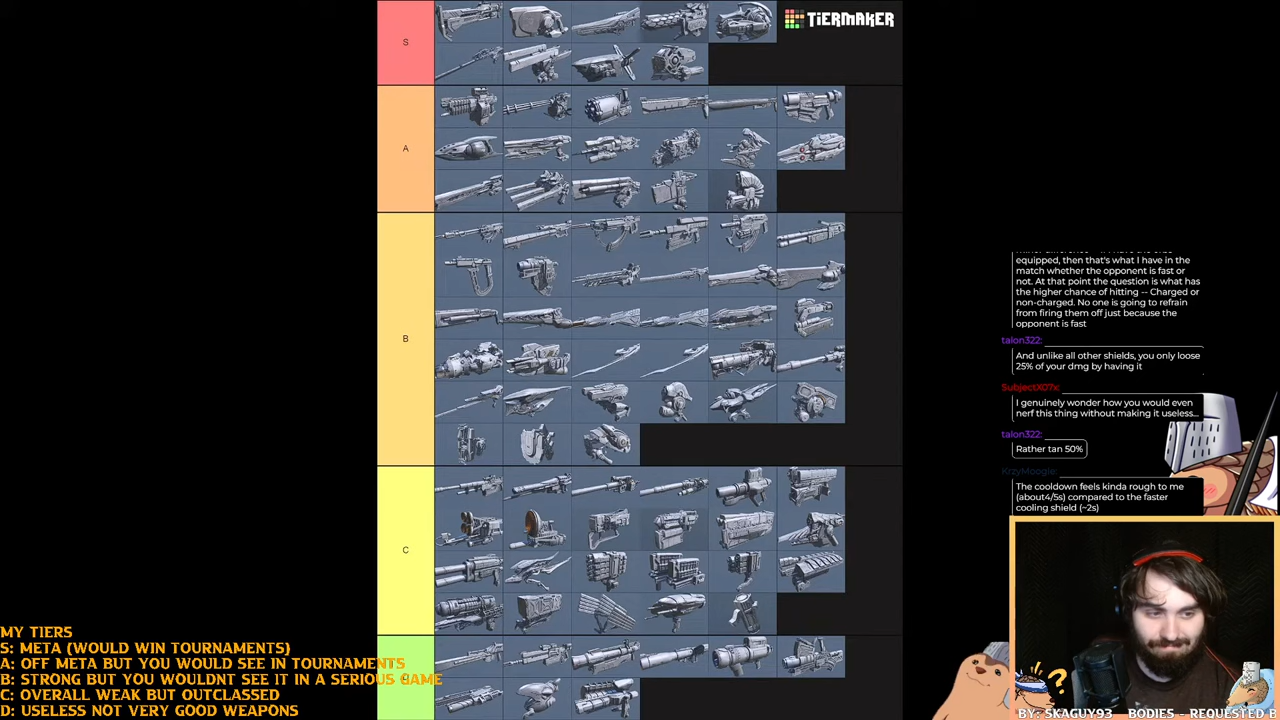 S
TIERMAKER
A
B
C
equipped, then that's what I have in the
match whether the opponent is fast or
not. At that point the question is what has
the higher chance of hitting -- Charged or
non-charged. No one is going to refrain
from firing them off just because the
opponent is fast
talon322:
And unlike all other shields, you only loose
25% of your dmg by having it
SubjectX07x:
I genuinely wonder how you would even
nerf this thing without making it useless...
talon322:
Rather tan 50%
KrzyMoogle:
The cooldown feels kinda rough to me
(about4/5s) compared to the faster
cooling shield (~2s)
MY TIERS
S: META (WOULD WIN TOURNAMENTS)
A: OFF META BUT YOU WOULD SEE IN TOURNAMENTS
B: STRONG BUT YOU WOULDNT SEE IT IN A SERIOUS GAME
C: OVERALL WEAK BUT OUTCLASSED
D: USELESS NOT VERY GOOD WEAPONS
BY: SKAGUY93 BODIES - REQUESTED B